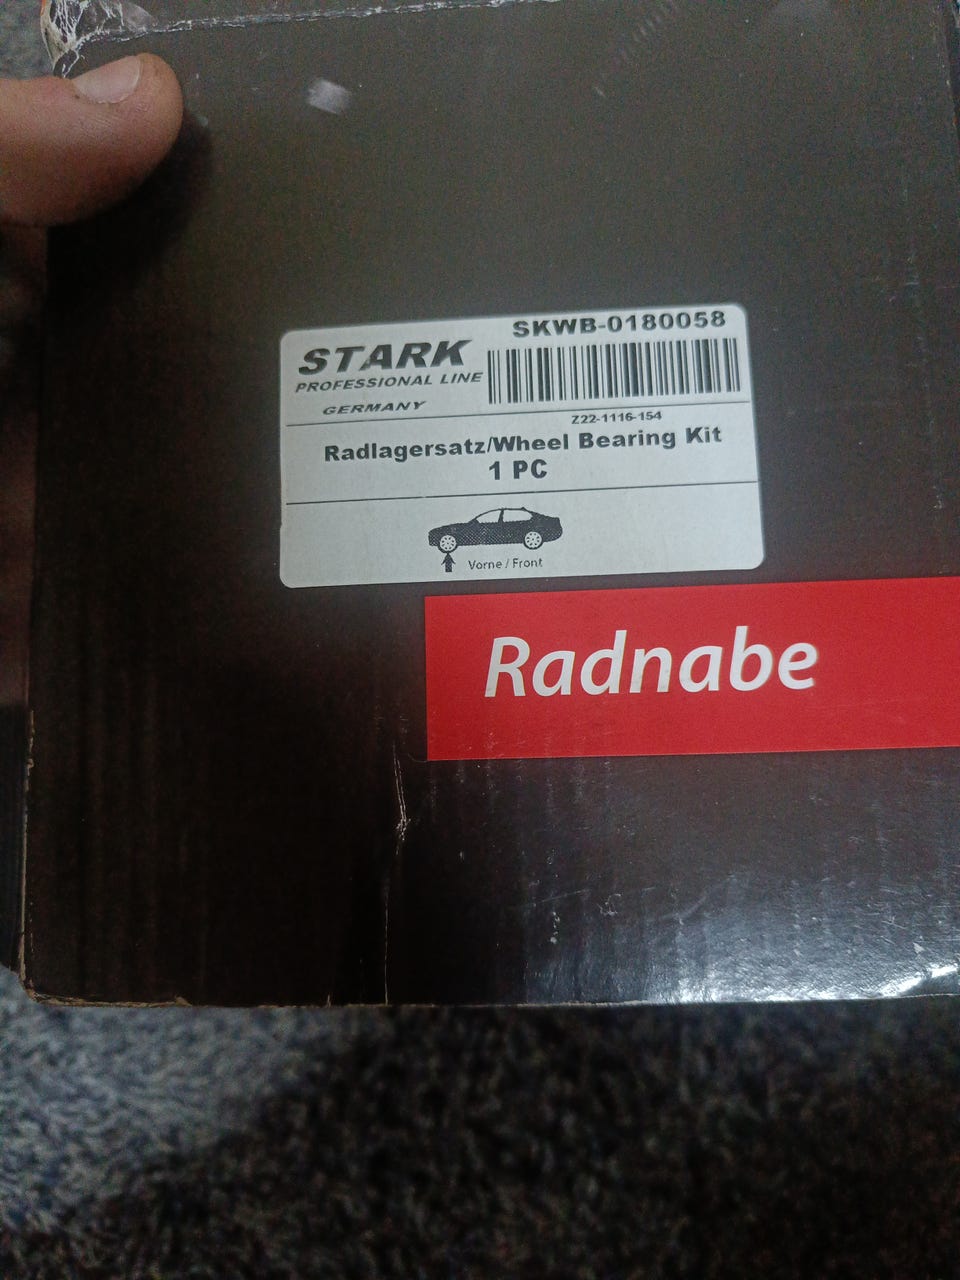 SKWB-0180058
STARK
PROFESSIONAL LINE
GERMANY
Z22-1116-154
Radlagersatz/Wheel Bearing Kit
1 PC
Vorne / Front
Radnabe